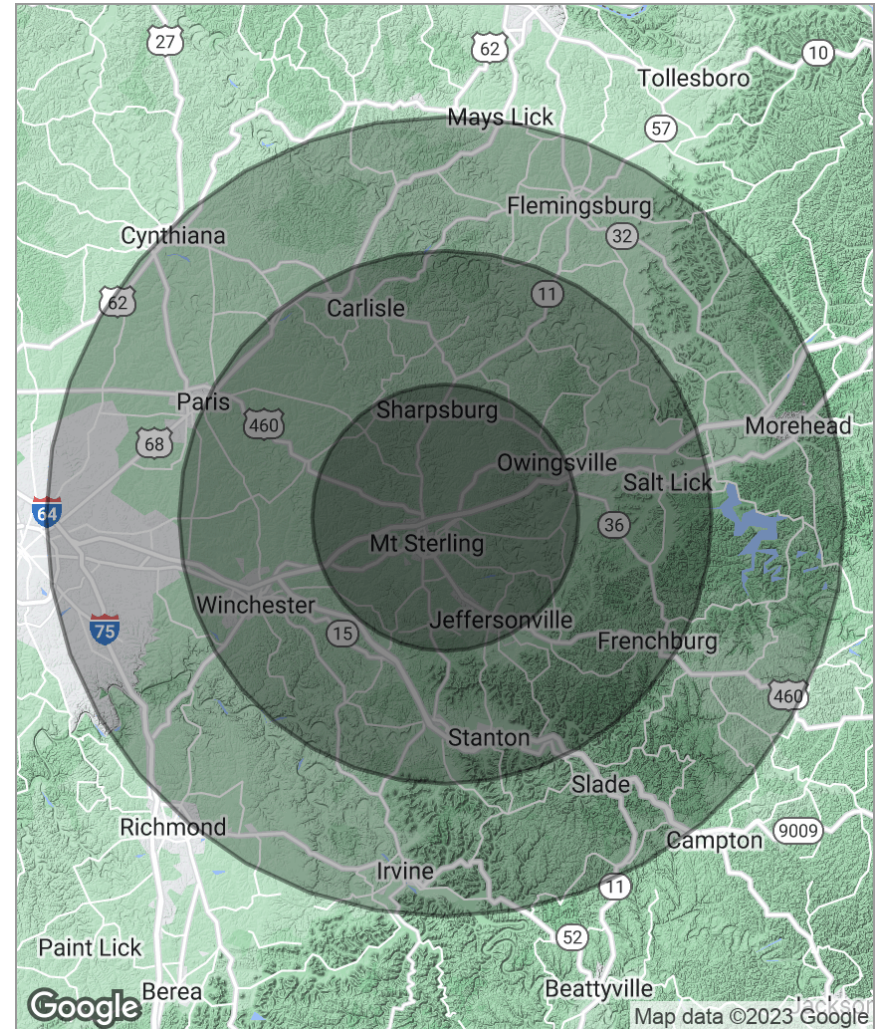 27
62
10
Tollesboro
Mays Lick
57
Flemingsburg
32
Cynthiana
62
11
Carlisle
Paris
Sharpsburg
460
68
Morehead
Owingsville
Salt Lick
64
36
Mt Sterling
Winchester
Jeffersonville
75
15
Frenchburg
460
Stanton
Slade
Richmond
Campton
9009
Irvine
11
52
Paint Lick
Berea
Beattyville
Jackson
Google
Map data ©2023 Google